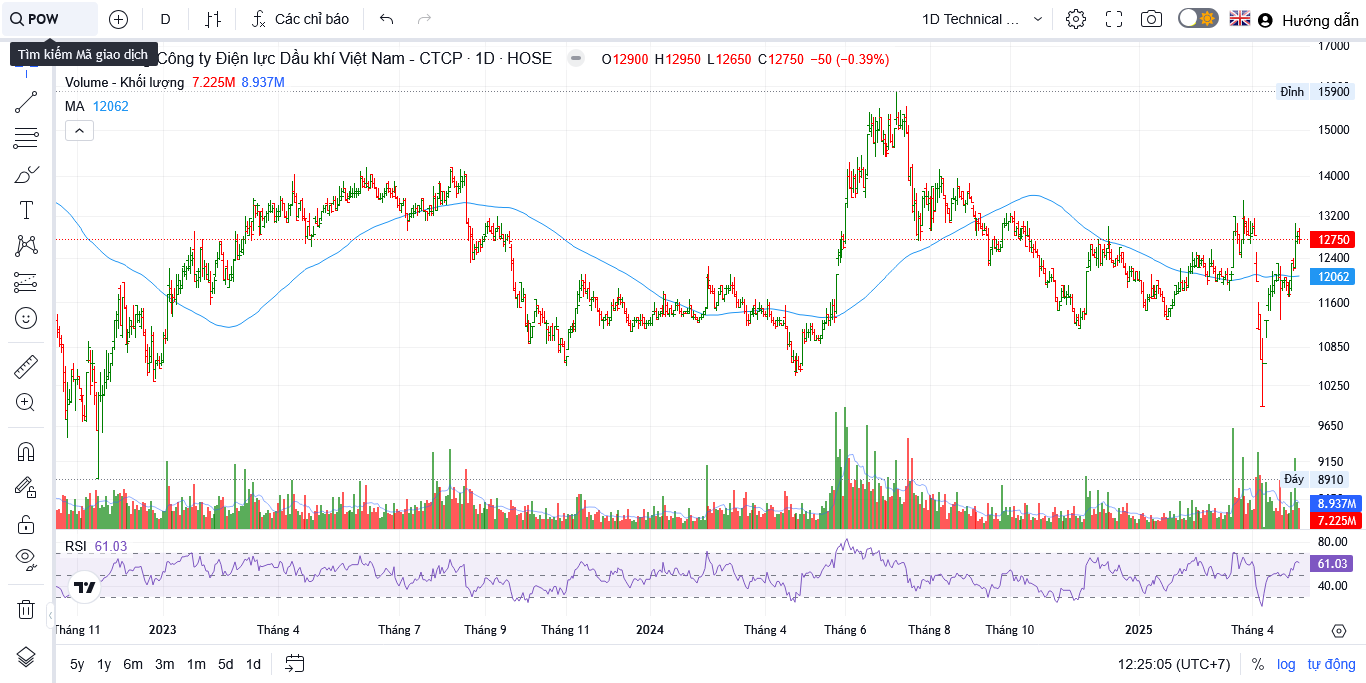 POW D Các chỉ báo 1D Technical ... Hướng dẫn
Tìm kiếm Mã giao dịch
Công ty Điện lực Dầu khí Việt Nam - CTCP · 1D · HOSE O12900 H12950 L12650 C12750 −50 (−0.39%)
Volume - Khối lượng 7.225M 8.937M
MA 12062
17000
Đỉnh 15900
15000
14000
13200
12750
12400
12062
11600
10850
10250
9650
9150
Đáy 8910
8.937M
7.225M
RSI 61.03
80.00
61.03
40.00
Tháng 11 2023 Tháng 4 Tháng 7 Tháng 9 Tháng 11 2024 Tháng 4 Tháng 6 Tháng 8 Tháng 10 2025 Tháng 4
5y 1y 6m 3m 1m 5d 1d 12:25:05 (UTC+7) % log tự động